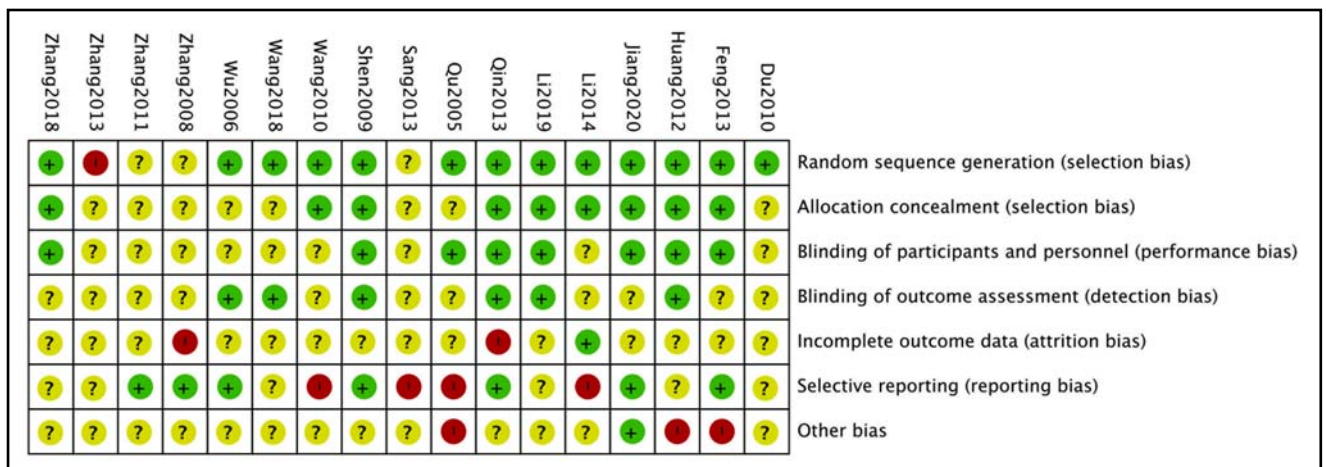 Zhang2018
Zhang2013
Zhang2011
Zhang2008
Wu2006
Wang2018
Wang2010
Shen2009
Sang2013
Qu2005
Qin2013
Li2019
Li2014
Jiang2020
Huang2012
Feng2013
Du2010
+ - ? ? + + + + ? + + + + + + + + Random sequence generation (selection bias)
+ ? ? ? ? ? + + ? ? + + + + + + ? Allocation concealment (selection bias)
+ ? ? ? ? ? ? + ? + + + ? + + + ? Blinding of participants and personnel (performance bias)
? ? ? ? + + ? + ? ? + + ? ? + ? ? Blinding of outcome assessment (detection bias)
? ? ? - ? ? ? ? ? ? - ? + ? ? ? ? Incomplete outcome data (attrition bias)
? ? + + + ? - + - - + ? - + ? + ? Selective reporting (reporting bias)
? ? ? ? ? ? ? ? ? - ? ? ? + - - ? Other bias